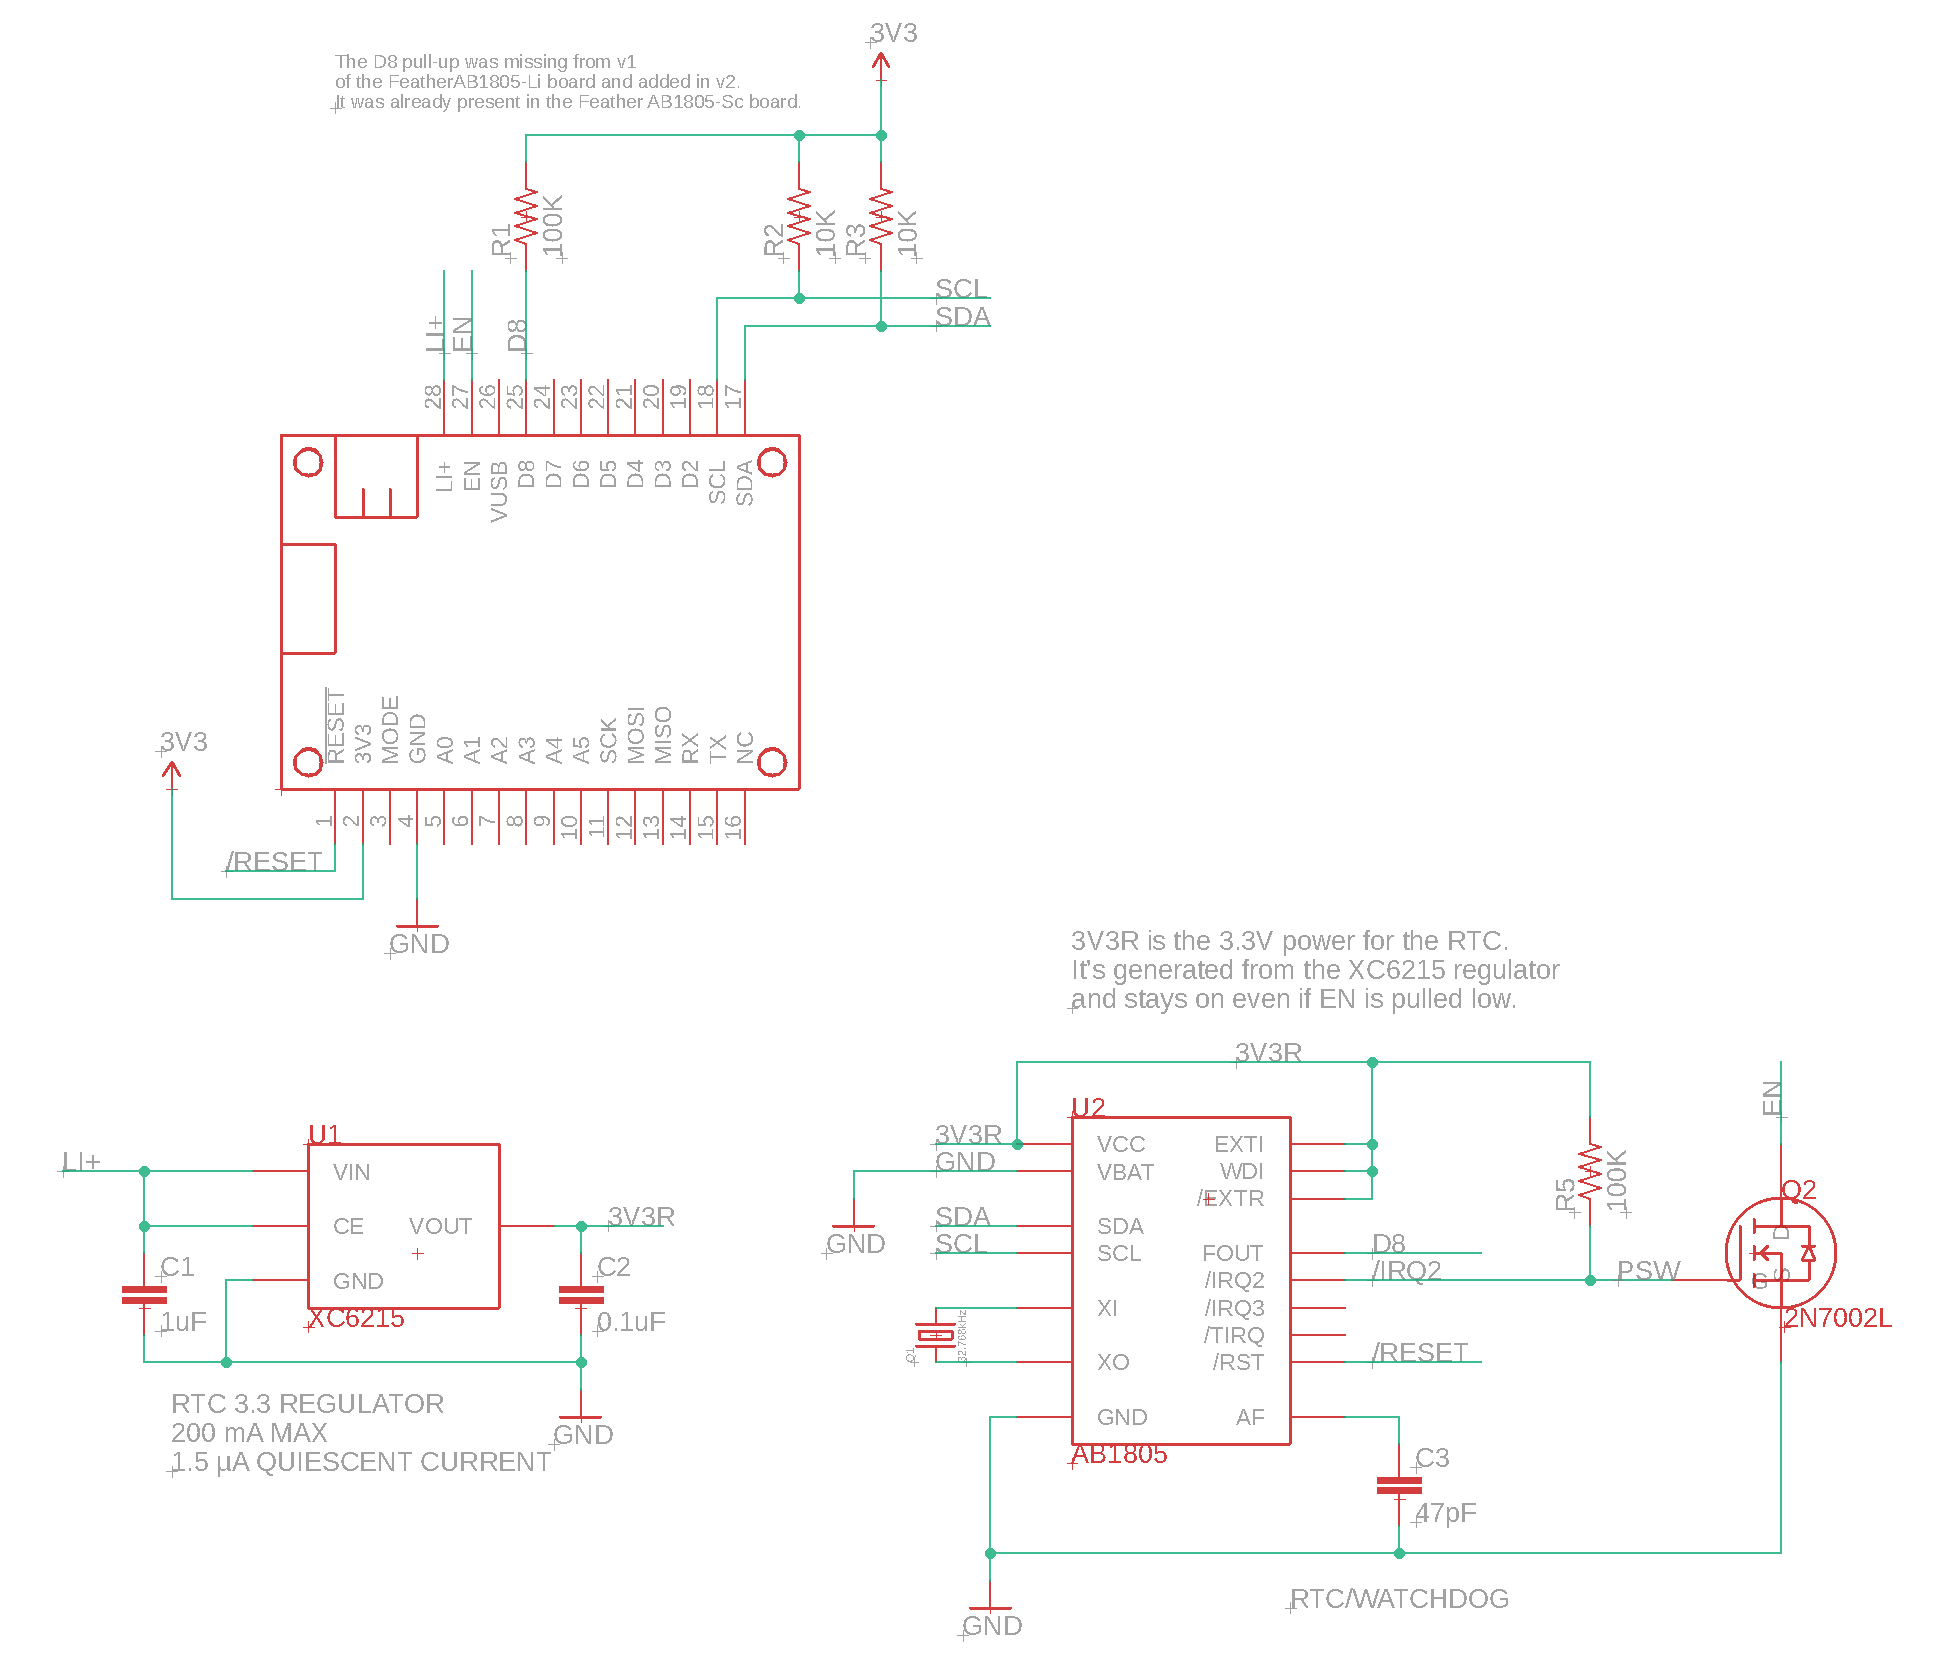 3V3
The D8 pull-up was missing from v1
of the FeatherAB1805-Li board and added in v2.
It was already present in the Feather AB1805-Sc board.
R1
100K
R2
10K
R3
10K
SCL
SDA
LI+
EN
D8
28
27
26
25
24
23
22
21
20
19
18
17
LI+
EN
VUSB
D8
D7
D6
D5
D4
D3
D2
SCL
SDA
RESET
3V3
MODE
GND
A0
A1
A2
A3
A4
A5
SCK
MOSI
MISO
RX
TX
NC
3V3
1
2
3
4
5
6
7
8
9
10
11
12
13
14
15
16
/RESET
GND
3V3R is the 3.3V power for the RTC.
It's generated from the XC6215 regulator
and stays on even if EN is pulled low.
LI+
U1
VIN
CE
VOUT
GND
XC6215
3V3R
C1
1uF
C2
0.1uF
GND
RTC 3.3 REGULATOR
200 mA MAX
1.5 µA QUIESCENT CURRENT
3V3R
U2
3V3R
GND
GND
SDA
SCL
VCC
VBAT
SDA
SCL
XI
XO
GND
EXTI
WDI
/EXTR
FOUT
/IRQ2
/IRQ3
/TIRQ
/RST
AF
AB1805
Q1
32.768kHz
D8
/IRQ2
/RESET
R5
100K
PSW
EN
Q2
D
G
S
2N7002L
C3
47pF
GND
RTC/WATCHDOG